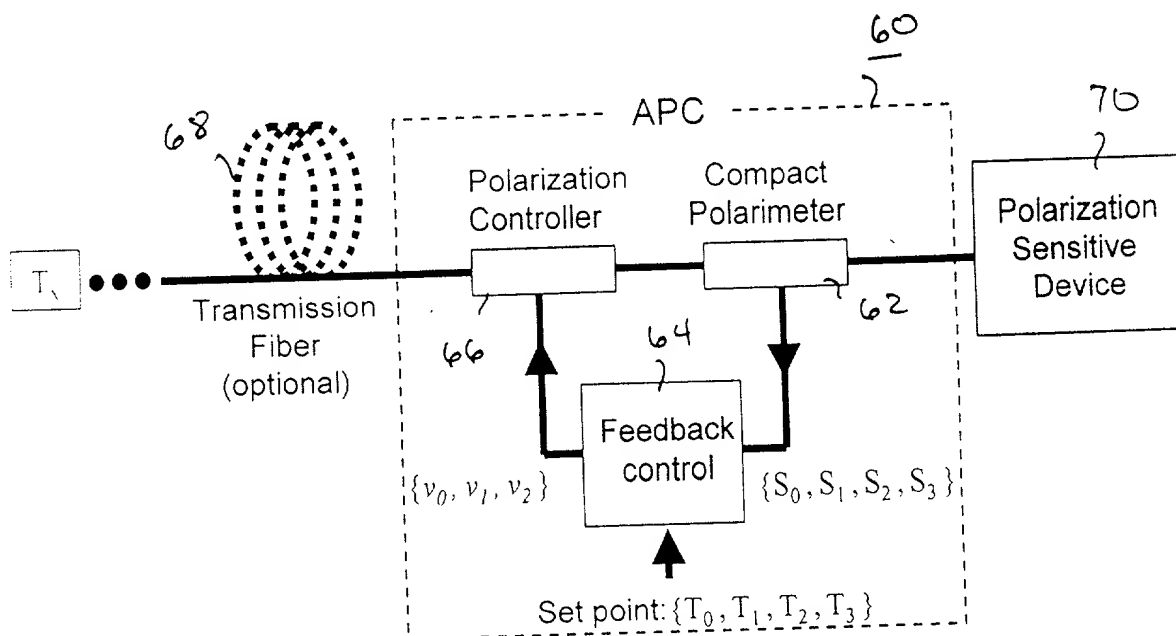 60
APC
70
68
Polarization
Controller
Compact
Polarimeter
Polarization
Sensitive
Device
Transmission
Fiber
(optional)
66
62
64
Feedback
control
{v₀, v₁, v₂}
{S₀, S₁, S₂, S₃}
Set point: {T₀, T₁, T₂, T₃}